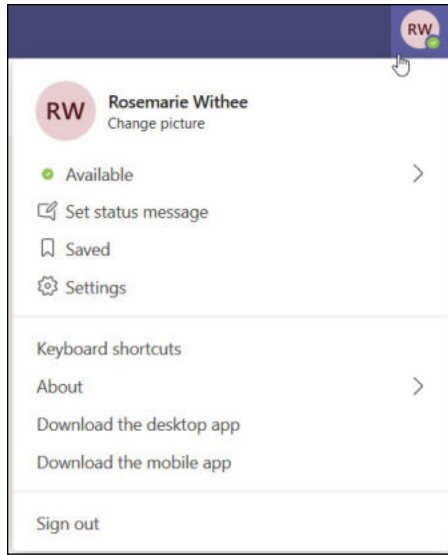 RW
RW
Rosemarie Withee
Change picture
Available
Set status message
Saved
Settings
Keyboard shortcuts
About
Download the desktop app
Download the mobile app
Sign out